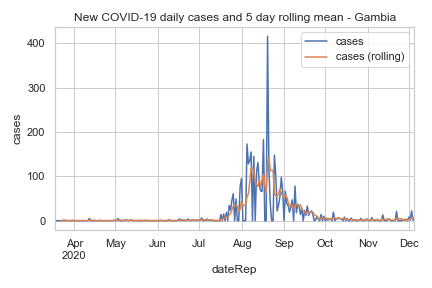 New COVID-19 daily cases and 5 day rolling mean - Gambia
cases
cases (rolling)
400
300
200
100
0
cases
Apr May Jun Jul Aug Sep Oct Nov Dec
2020
dateRep